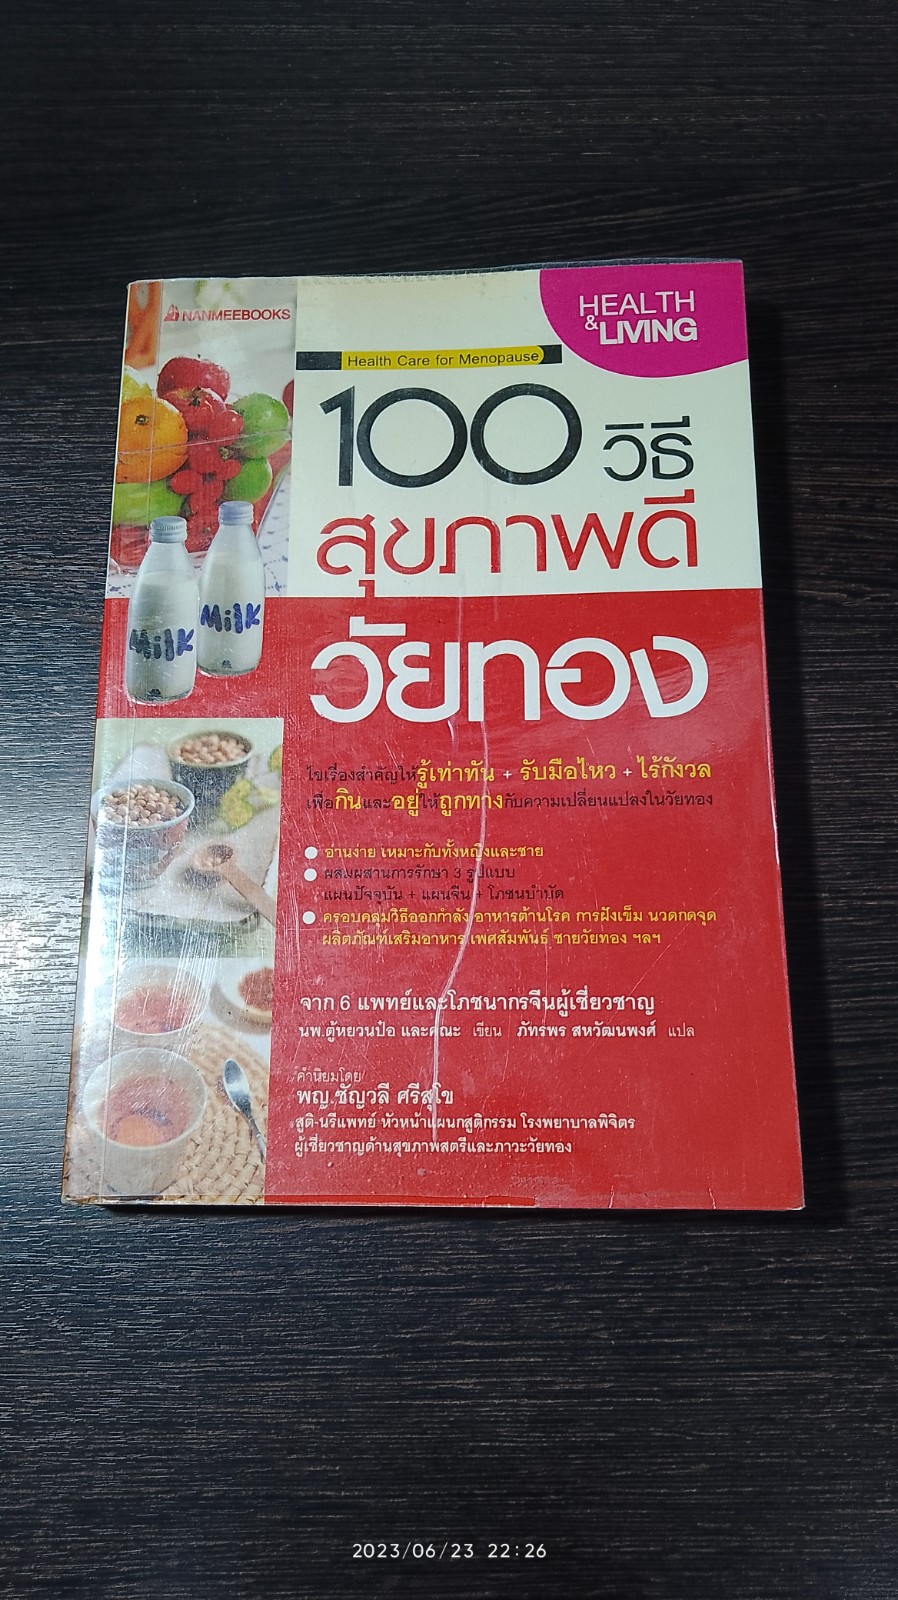 NANMEEBOOKS
HEALTH
& LIVING
Health Care for Menopause
100 วิธี
สุขภาพดี
วัยทอง
Milk
Milk
ไขเรื่องสำคัญให้รู้เท่าทัน + รับมือไหว + ไร้กังวล
เพื่อกินและอยู่ให้ถูกทางกับความเปลี่ยนแปลงในวัยทอง
● อ่านง่าย เหมาะกับทั้งหญิงและชาย
● ผสมผสานการรักษา 3 รูปแบบ
แผนปัจจุบัน + แผนจีน + โภชนบำบัด
● ครอบคลุมวิธีออกกำลัง อาหารต้านโรค การฝังเข็ม นวดกดจุด
ผลิตภัณฑ์เสริมอาหาร เพศสัมพันธ์ ชายวัยทอง ฯลฯ
จาก 6 แพทย์และโภชนากรจีนผู้เชี่ยวชาญ
นพ.ตู้หยวนป๋อ และคณะ เขียน ภัทรพร สหวัฒนพงศ์ แปล
คำนิยมโดย
พญ.ชัญวลี ศรีสุโข
สูติ-นรีแพทย์ หัวหน้าแผนกสูติกรรม โรงพยาบาลพิจิตร
ผู้เชี่ยวชาญด้านสุขภาพสตรีและภาวะวัยทอง
2023/06/23 22:26